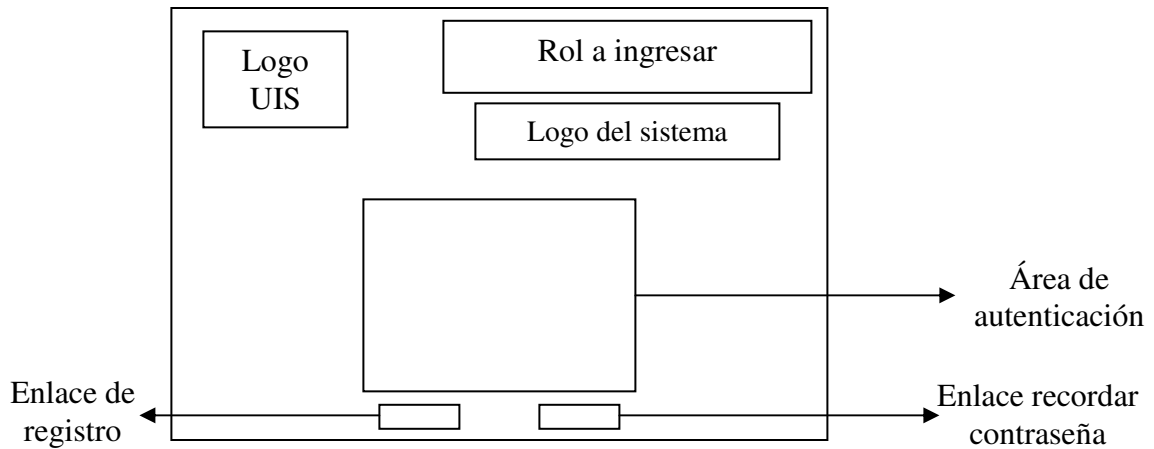 Logo
UIS
Rol a ingresar
Logo del sistema
Área de
autenticación
Enlace de
registro
Enlace recordar
contraseña